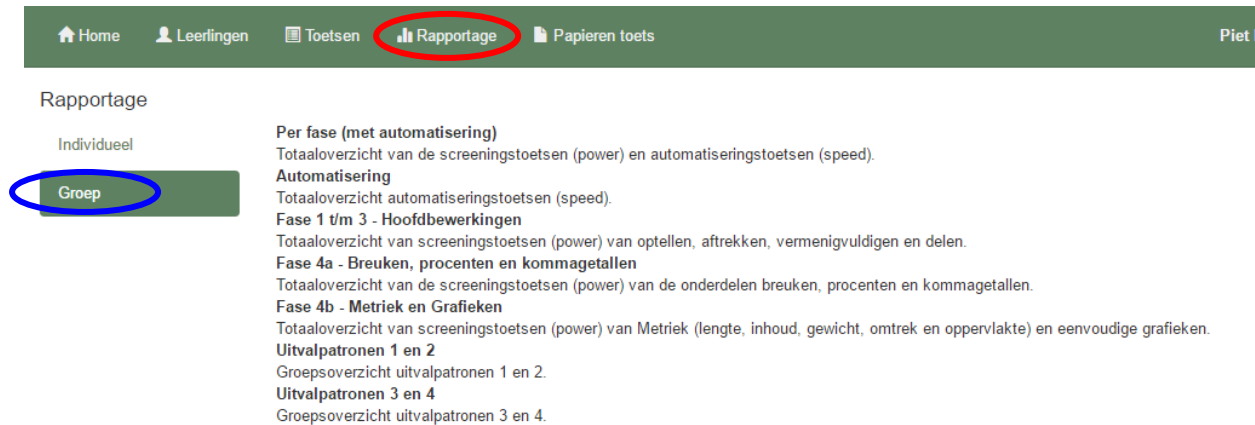 Home Leerlingen Toetsen Rapportage Papieren toets Piet
Rapportage
Individueel
Groep
Per fase (met automatisering)
Totaaloverzicht van de screeningstoetsen (power) en automatiseringstoetsen (speed).
Automatisering
Totaaloverzicht automatiseringstoetsen (speed).
Fase 1 t/m 3 - Hoofdbewerkingen
Totaaloverzicht van screeningstoetsen (power) van optellen, aftrekken, vermenigvuldigen en delen.
Fase 4a - Breuken, procenten en kommagetallen
Totaaloverzicht van de screeningstoetsen (power) van de onderdelen breuken, procenten en kommagetallen.
Fase 4b - Metriek en Grafieken
Totaaloverzicht van screeningstoetsen (power) van Metriek (lengte, inhoud, gewicht, omtrek en oppervlakte) en eenvoudige grafieken.
Uitvalpatronen 1 en 2
Groepsoverzicht uitvalpatronen 1 en 2.
Uitvalpatronen 3 en 4
Groepsoverzicht uitvalpatronen 3 en 4.